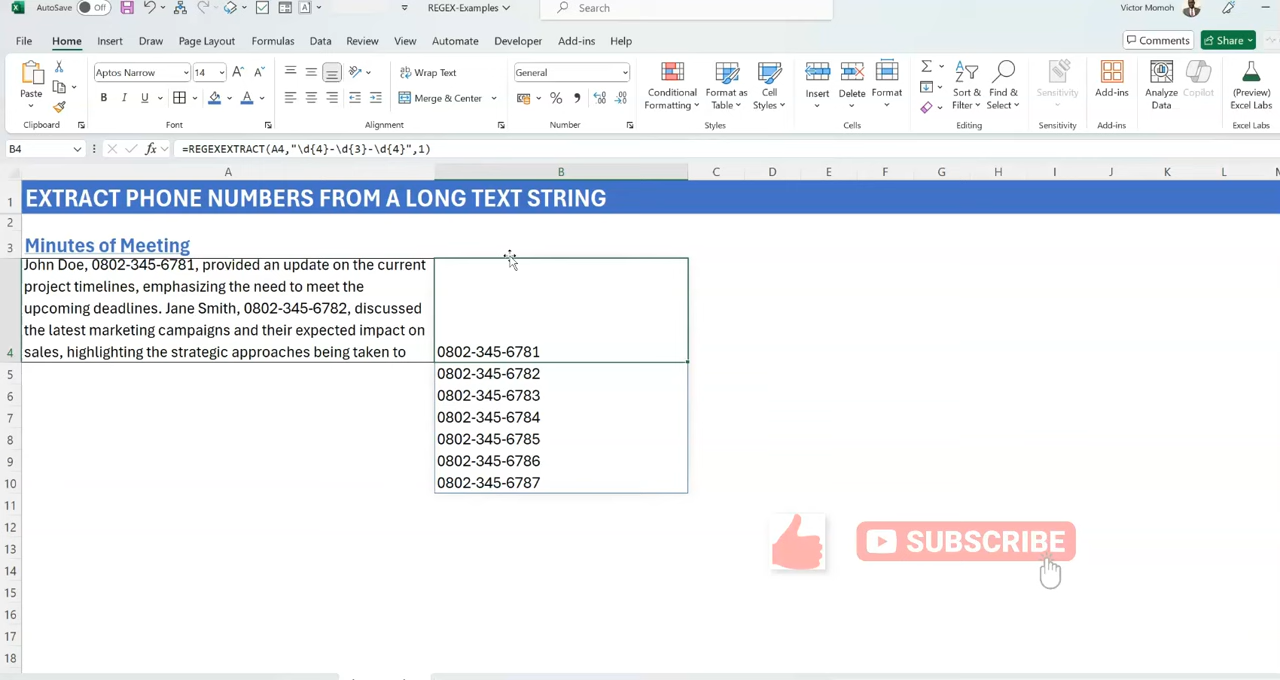 AutoSave Off REGEX-Examples Search Victor Momoh
File Home Insert Draw Page Layout Formulas Data Review View Automate Developer Add-ins Help Comments Share
Paste Aptos Narrow 14 Wrap Text General Conditional Formatting Format as Table Cell Styles Insert Delete Format Sort & Filter Find & Select Sensitivity Add-ins Analyze Data Copilot (Preview) Excel Labs
B I U Merge & Center
Clipboard Font Alignment Number Styles Cells Editing Sensitivity Add-ins Excel Labs
B4 fx =REGEXEXTRACT(A4,"\d{4}-\d{3}-\d{4}",1)
A B C D E F G H I J K L M
1 EXTRACT PHONE NUMBERS FROM A LONG TEXT STRING
2
3 Minutes of Meeting
John Doe, 0802-345-6781, provided an update on the current
project timelines, emphasizing the need to meet the
upcoming deadlines. Jane Smith, 0802-345-6782, discussed
the latest marketing campaigns and their expected impact on
4 sales, highlighting the strategic approaches being taken to 0802-345-6781
5 0802-345-6782
6 0802-345-6783
7 0802-345-6784
8 0802-345-6785
9 0802-345-6786
10 0802-345-6787
11
12
13 SUBSCRIBE
14
15
16
17
18